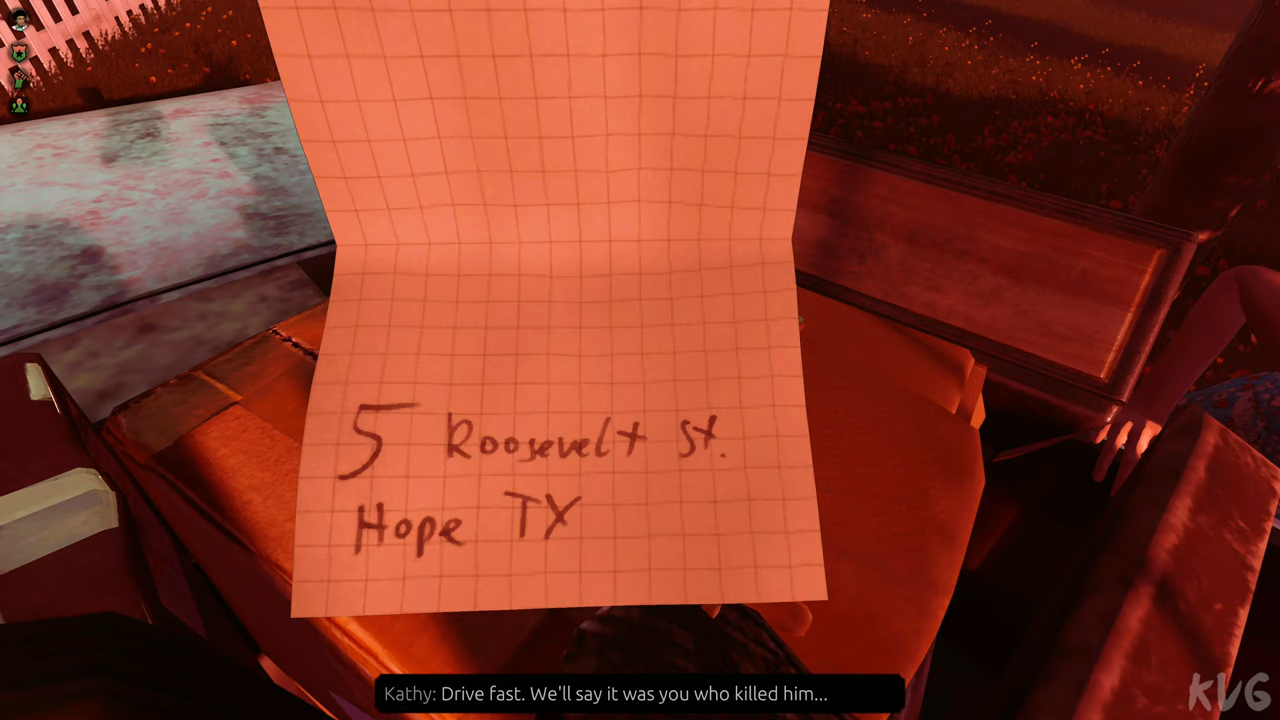 5 Roosevelt St.
Hope TX
Kathy: Drive fast. We'll say it was you who killed him...
KVG